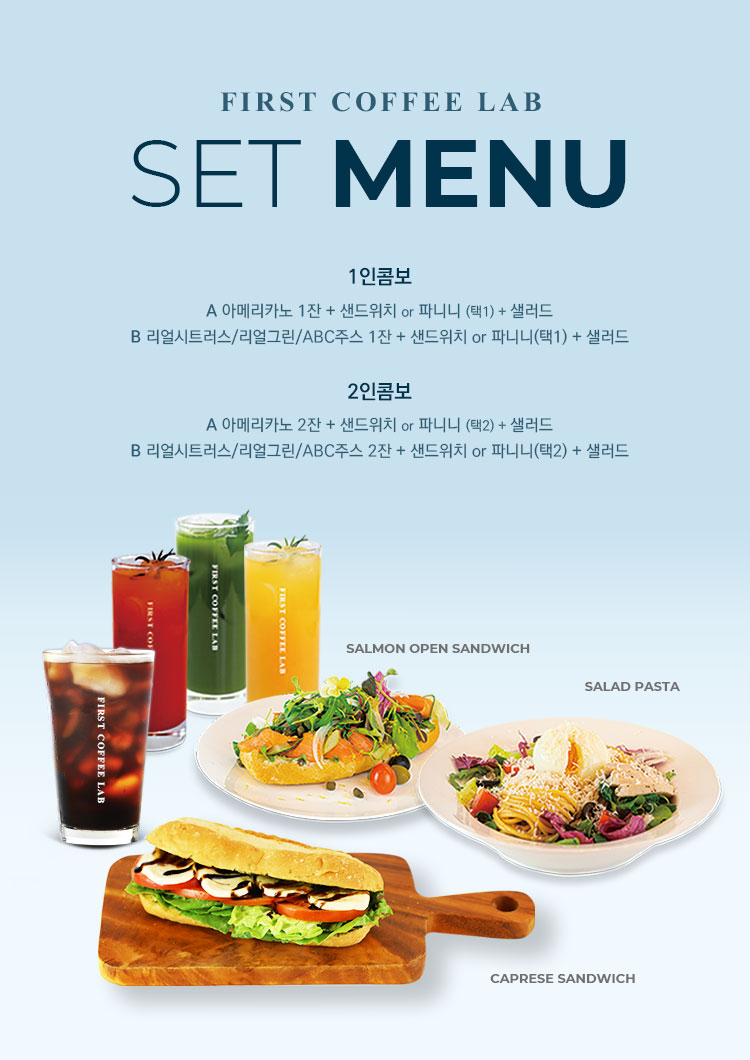 FIRST COFFEE LAB
SET MENU
1인콤보
A 아메리카노 1잔 + 샌드위치 or 파니니 (택1) + 샐러드
B 리얼시트러스/리얼그린/ABC주스 1잔 + 샌드위치 or 파니니(택1) + 샐러드
2인콤보
A 아메리카노 2잔 + 샌드위치 or 파니니 (택2) + 샐러드
B 리얼시트러스/리얼그린/ABC주스 2잔 + 샌드위치 or 파니니(택2) + 샐러드
FIRST COF
FIRST COFFEE LAB
FIRST COFFEE LAB
FIRST COFFEE LAB
SALMON OPEN SANDWICH
SALAD PASTA
CAPRESE SANDWICH